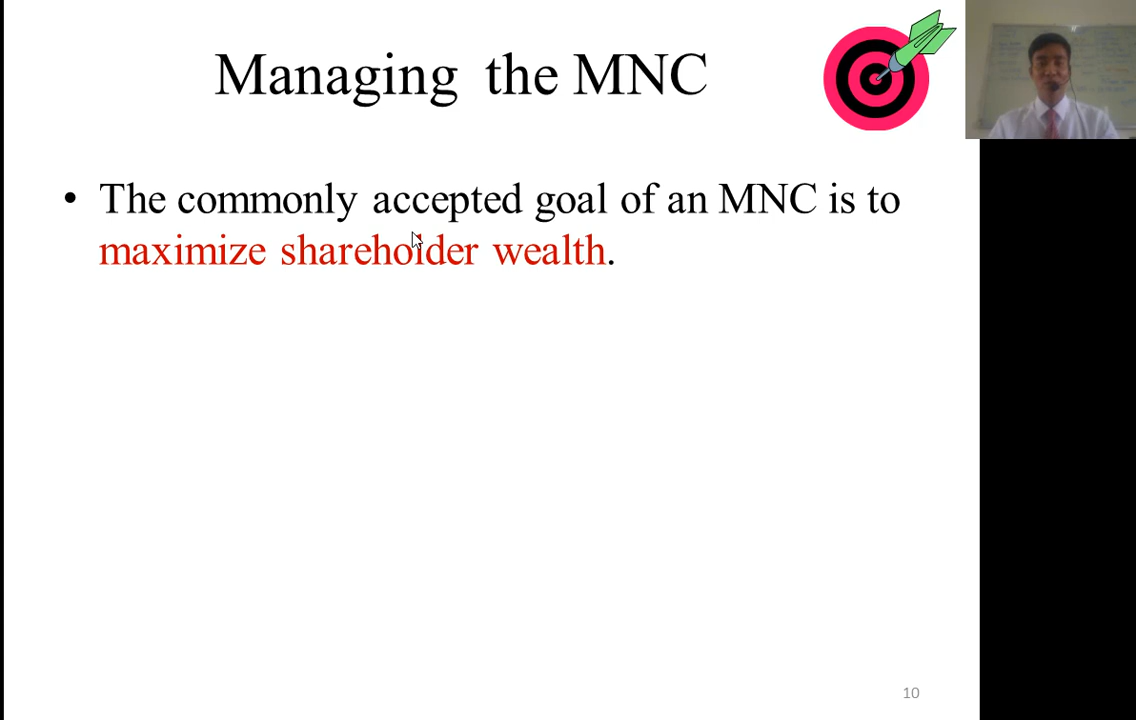 Managing the MNC
• The commonly accepted goal of an MNC is to
maximize shareholder wealth.
10